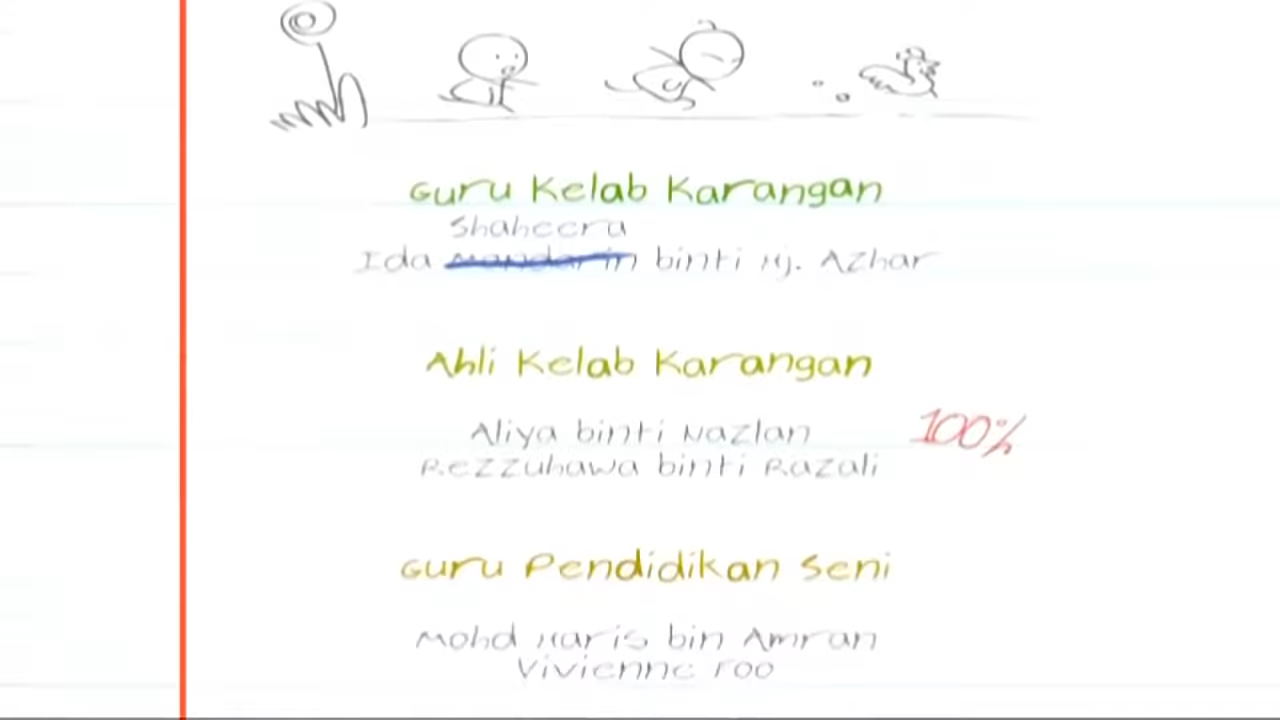 Guru Kelab Karangan
Shaheera
Ida Mandarin binti Hj. Azhar
Ahli Kelab Karangan
Aliya binti Nazlan
100%
Rezzuhawa binti Razali
Guru Pendidikan Seni
Mohd Haris bin Amran
Vivienne Foo